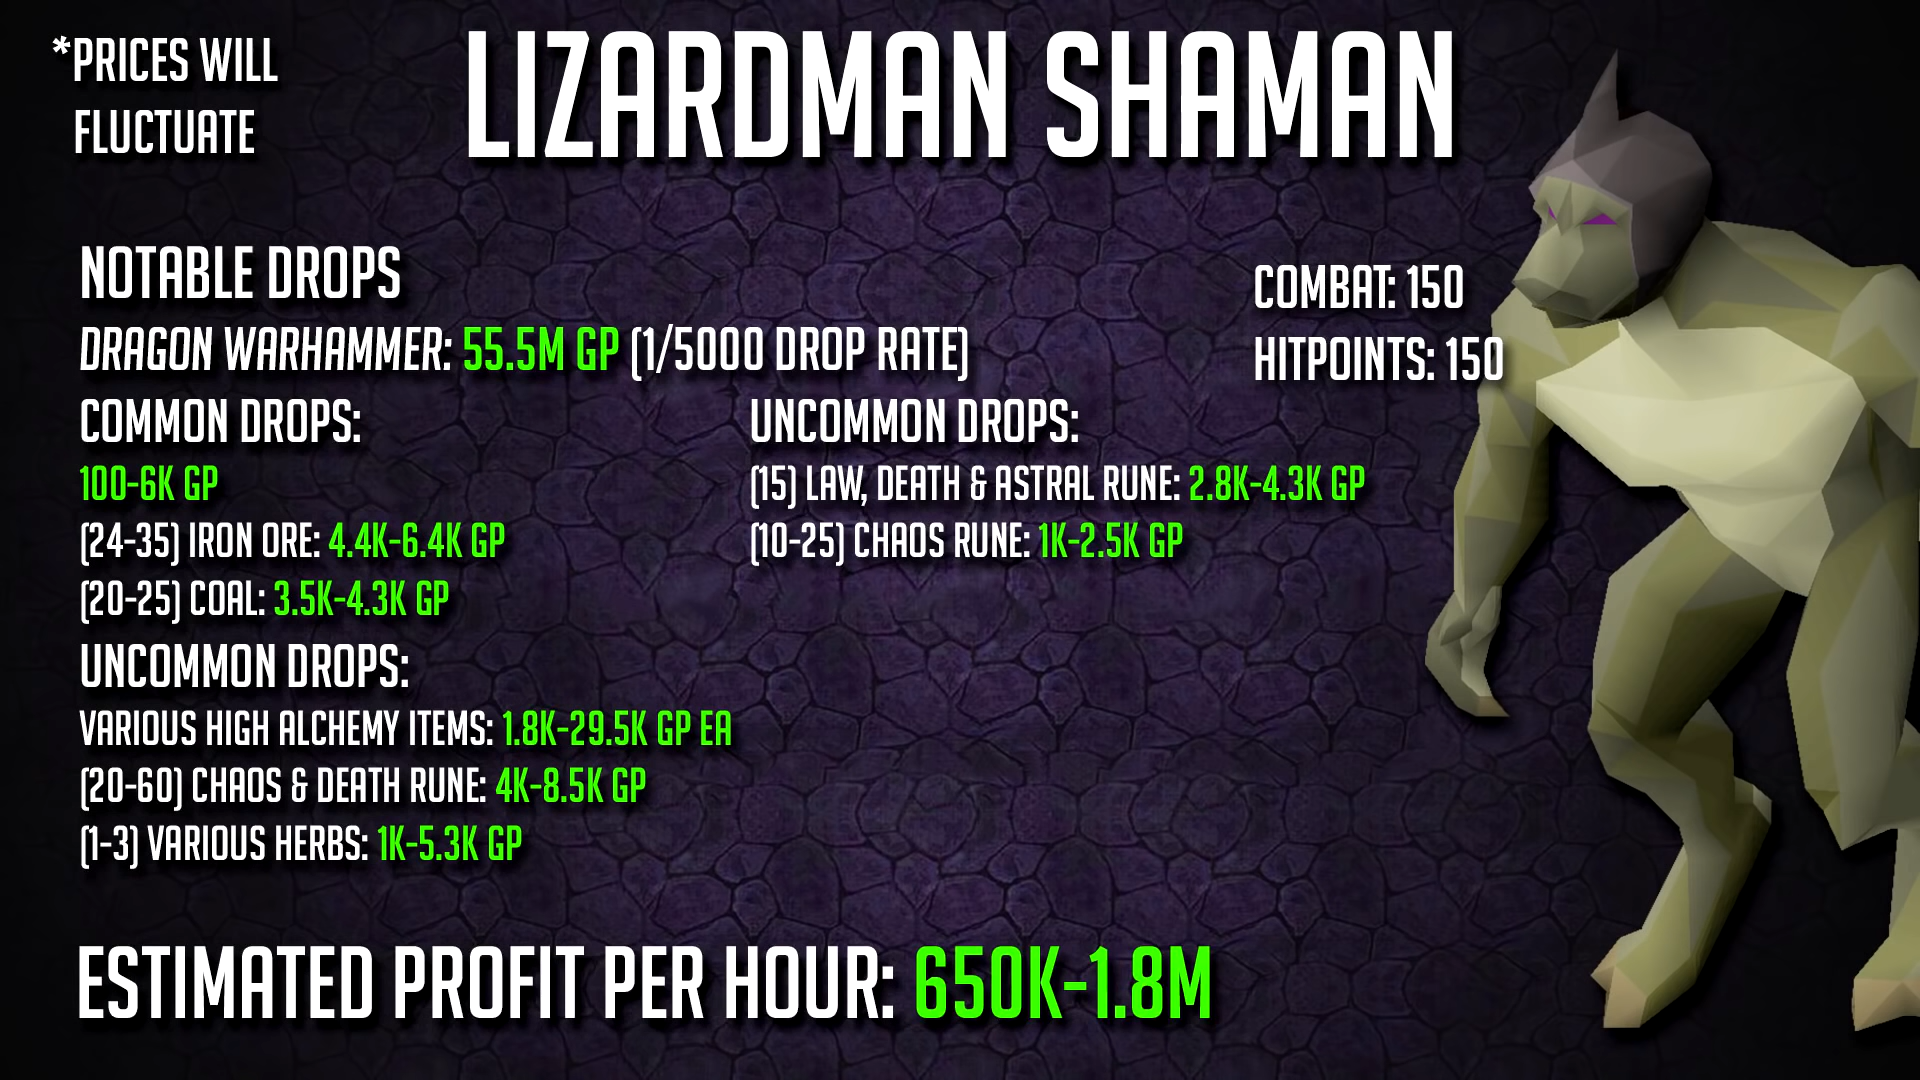 *PRICES WILL
FLUCTUATE
LIZARDMAN SHAMAN
NOTABLE DROPS
DRAGON WARHAMMER: 55.5M GP (1/5000 DROP RATE)
COMBAT: 150
HITPOINTS: 150
COMMON DROPS:
100-6K GP
(24-35) IRON ORE: 4.4K-6.4K GP
(20-25) COAL: 3.5K-4.3K GP
UNCOMMON DROPS:
VARIOUS HIGH ALCHEMY ITEMS: 1.8K-29.5K GP EA
(20-60) CHAOS & DEATH RUNE: 4K-8.5K GP
(1-3) VARIOUS HERBS: 1K-5.3K GP
UNCOMMON DROPS:
(15) LAW, DEATH & ASTRAL RUNE: 2.8K-4.3K GP
(10-25) CHAOS RUNE: 1K-2.5K GP
ESTIMATED PROFIT PER HOUR: 650K-1.8M